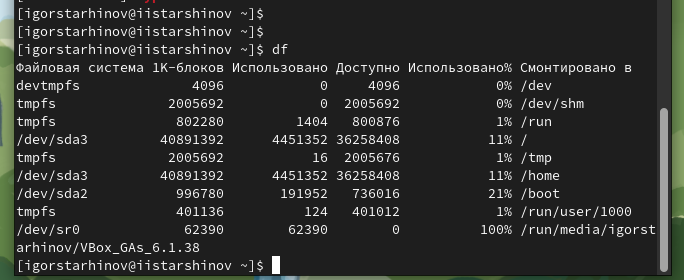 [igorstarhinov@iistarshinov ~]$
[igorstarhinov@iistarshinov ~]$
[igorstarhinov@iistarshinov ~]$ df
Файловая система 1K-блоков Использовано Доступно Использовано% Смонтировано в
devtmpfs 4096 0 4096 0% /dev
tmpfs 2005692 0 2005692 0% /dev/shm
tmpfs 802280 1404 800876 1% /run
/dev/sda3 40891392 4451352 36258408 11% /
tmpfs 2005692 16 2005676 1% /tmp
/dev/sda3 40891392 4451352 36258408 11% /home
/dev/sda2 996780 191952 736016 21% /boot
tmpfs 401136 124 401012 1% /run/user/1000
/dev/sr0 62390 62390 0 100% /run/media/igorst
arhinov/VBox_GAs_6.1.38
[igorstarhinov@iistarshinov ~]$